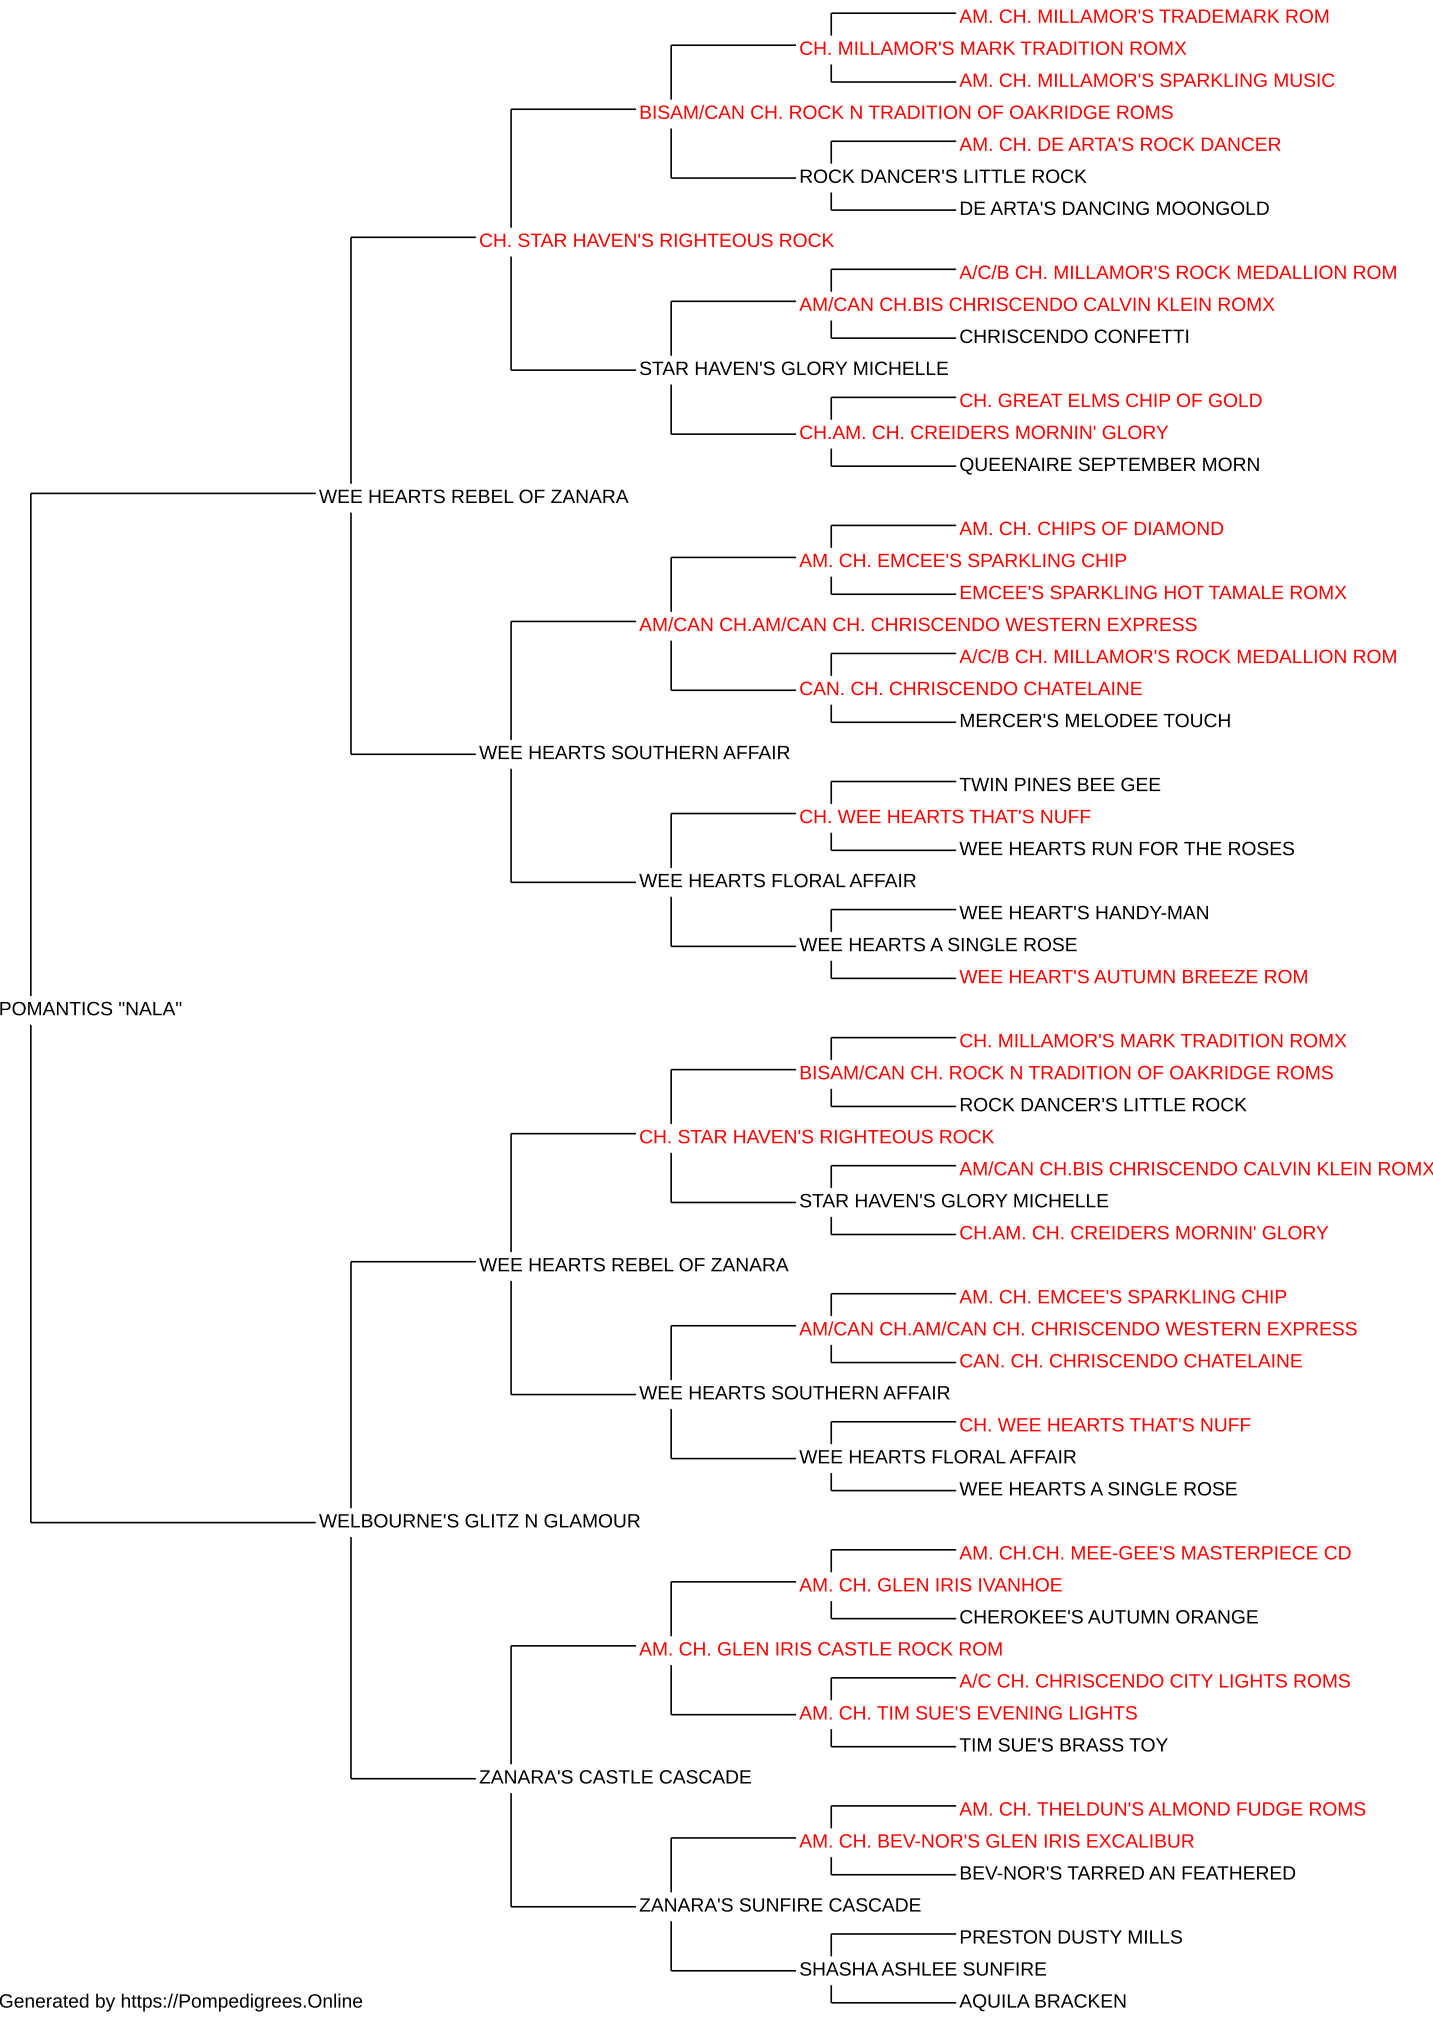 AM. CH. MILLAMOR'S TRADEMARK ROM
CH. MILLAMOR'S MARK TRADITION ROMX
AM. CH. MILLAMOR'S SPARKLING MUSIC
BISAM/CAN CH. ROCK N TRADITION OF OAKRIDGE ROMS
AM. CH. DE ARTA'S ROCK DANCER
ROCK DANCER'S LITTLE ROCK
DE ARTA'S DANCING MOONGOLD
CH. STAR HAVEN'S RIGHTEOUS ROCK
A/C/B CH. MILLAMOR'S ROCK MEDALLION ROM
AM/CAN CH.BIS CHRISCENDO CALVIN KLEIN ROMX
CHRISCENDO CONFETTI
STAR HAVEN'S GLORY MICHELLE
CH. GREAT ELMS CHIP OF GOLD
CH.AM. CH. CREIDERS MORNIN' GLORY
QUEENAIRE SEPTEMBER MORN
WEE HEARTS REBEL OF ZANARA
AM. CH. CHIPS OF DIAMOND
AM. CH. EMCEE'S SPARKLING CHIP
EMCEE'S SPARKLING HOT TAMALE ROMX
AM/CAN CH.AM/CAN CH. CHRISCENDO WESTERN EXPRESS
A/C/B CH. MILLAMOR'S ROCK MEDALLION ROM
CAN. CH. CHRISCENDO CHATELAINE
MERCER'S MELODEE TOUCH
WEE HEARTS SOUTHERN AFFAIR
TWIN PINES BEE GEE
CH. WEE HEARTS THAT'S NUFF
WEE HEARTS RUN FOR THE ROSES
WEE HEARTS FLORAL AFFAIR
WEE HEART'S HANDY-MAN
WEE HEARTS A SINGLE ROSE
WEE HEART'S AUTUMN BREEZE ROM
POMANTICS "NALA"
CH. MILLAMOR'S MARK TRADITION ROMX
BISAM/CAN CH. ROCK N TRADITION OF OAKRIDGE ROMS
ROCK DANCER'S LITTLE ROCK
CH. STAR HAVEN'S RIGHTEOUS ROCK
AM/CAN CH.BIS CHRISCENDO CALVIN KLEIN ROMX
STAR HAVEN'S GLORY MICHELLE
CH.AM. CH. CREIDERS MORNIN' GLORY
WEE HEARTS REBEL OF ZANARA
AM. CH. EMCEE'S SPARKLING CHIP
AM/CAN CH.AM/CAN CH. CHRISCENDO WESTERN EXPRESS
CAN. CH. CHRISCENDO CHATELAINE
WEE HEARTS SOUTHERN AFFAIR
CH. WEE HEARTS THAT'S NUFF
WEE HEARTS FLORAL AFFAIR
WEE HEARTS A SINGLE ROSE
WELBOURNE'S GLITZ N GLAMOUR
AM. CH.CH. MEE-GEE'S MASTERPIECE CD
AM. CH. GLEN IRIS IVANHOE
CHEROKEE'S AUTUMN ORANGE
AM. CH. GLEN IRIS CASTLE ROCK ROM
A/C CH. CHRISCENDO CITY LIGHTS ROMS
AM. CH. TIM SUE'S EVENING LIGHTS
TIM SUE'S BRASS TOY
ZANARA'S CASTLE CASCADE
AM. CH. THELDUN'S ALMOND FUDGE ROMS
AM. CH. BEV-NOR'S GLEN IRIS EXCALIBUR
BEV-NOR'S TARRED AN FEATHERED
ZANARA'S SUNFIRE CASCADE
PRESTON DUSTY MILLS
SHASHA ASHLEE SUNFIRE
AQUILA BRACKEN
Generated by https://Pompedigrees.Online